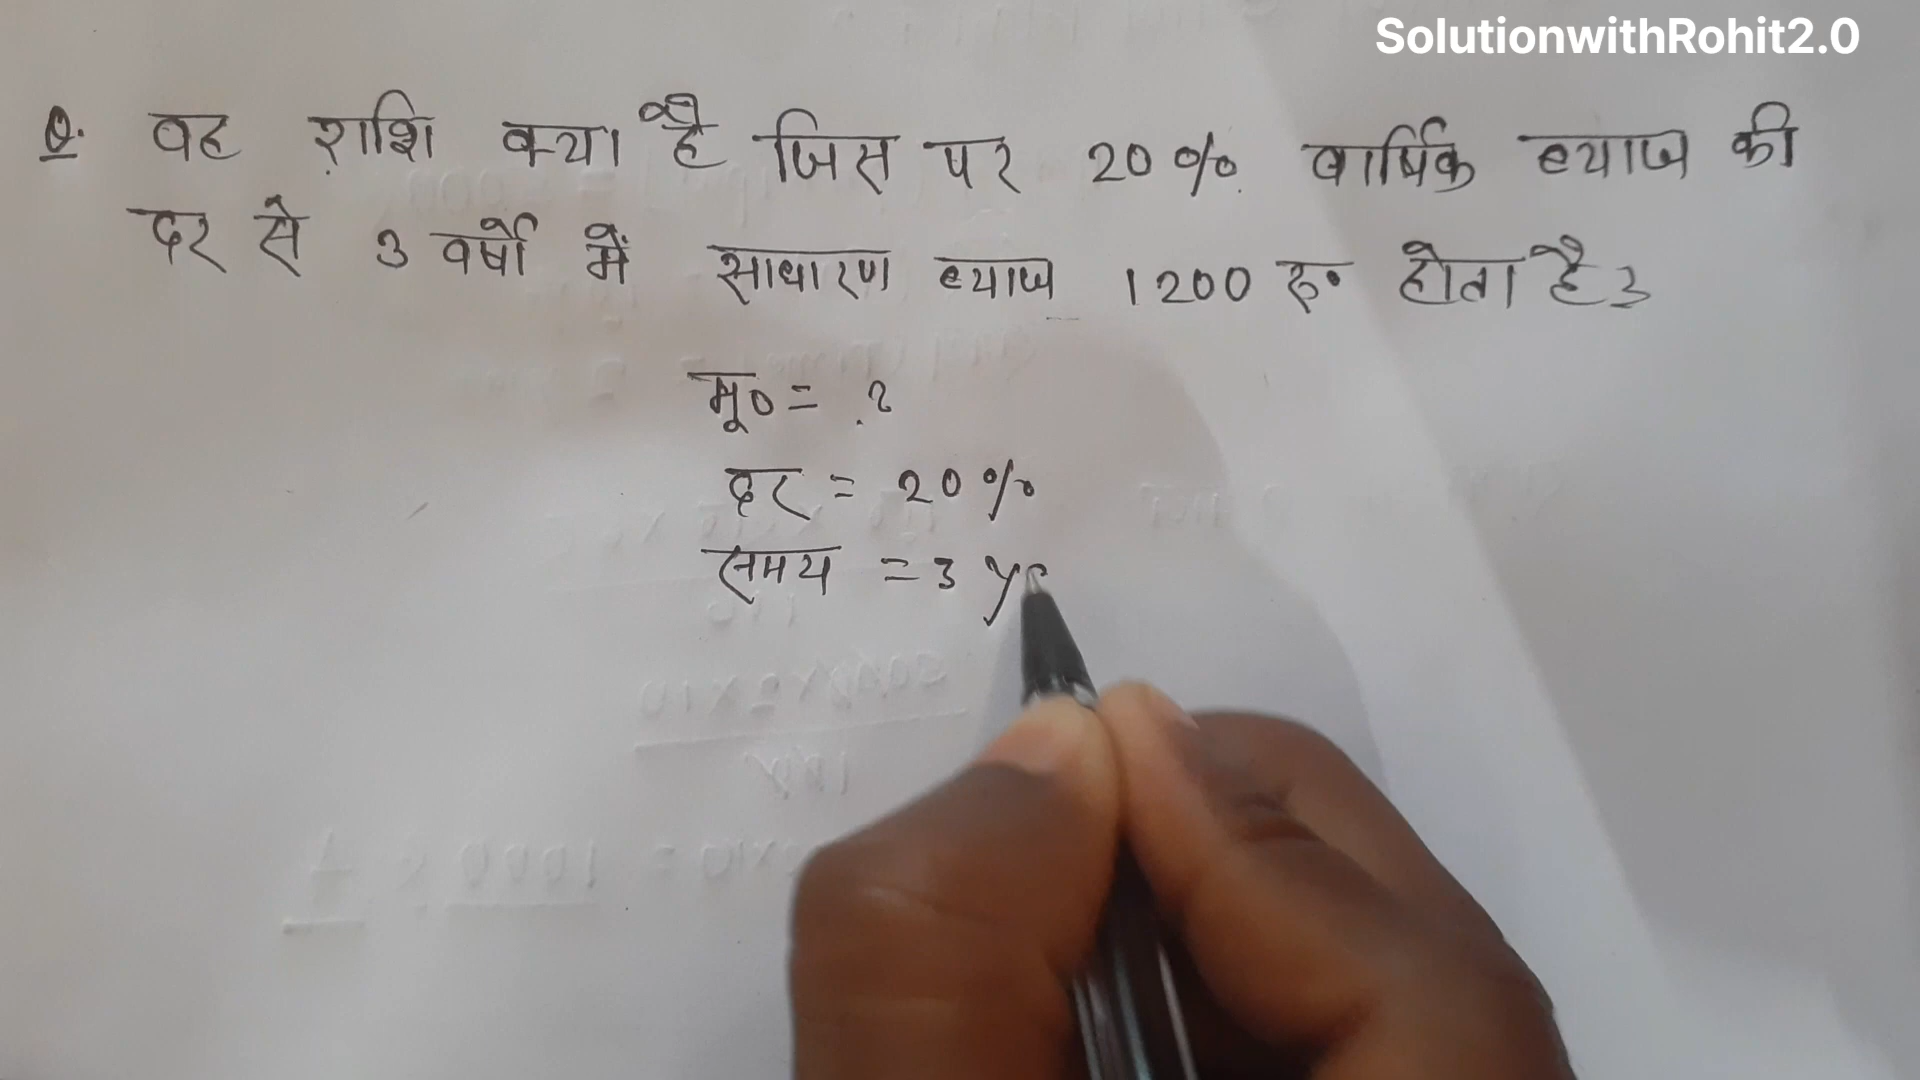 SolutionwithRohit2.0
Q. वह राशि क्या है जिस पर 20% वार्षिक ब्याज की
दर से 3 वर्षों में साधारण ब्याज 1200 रु० होता है?
मू० = ?
दर = 20%
समय = 3 yr